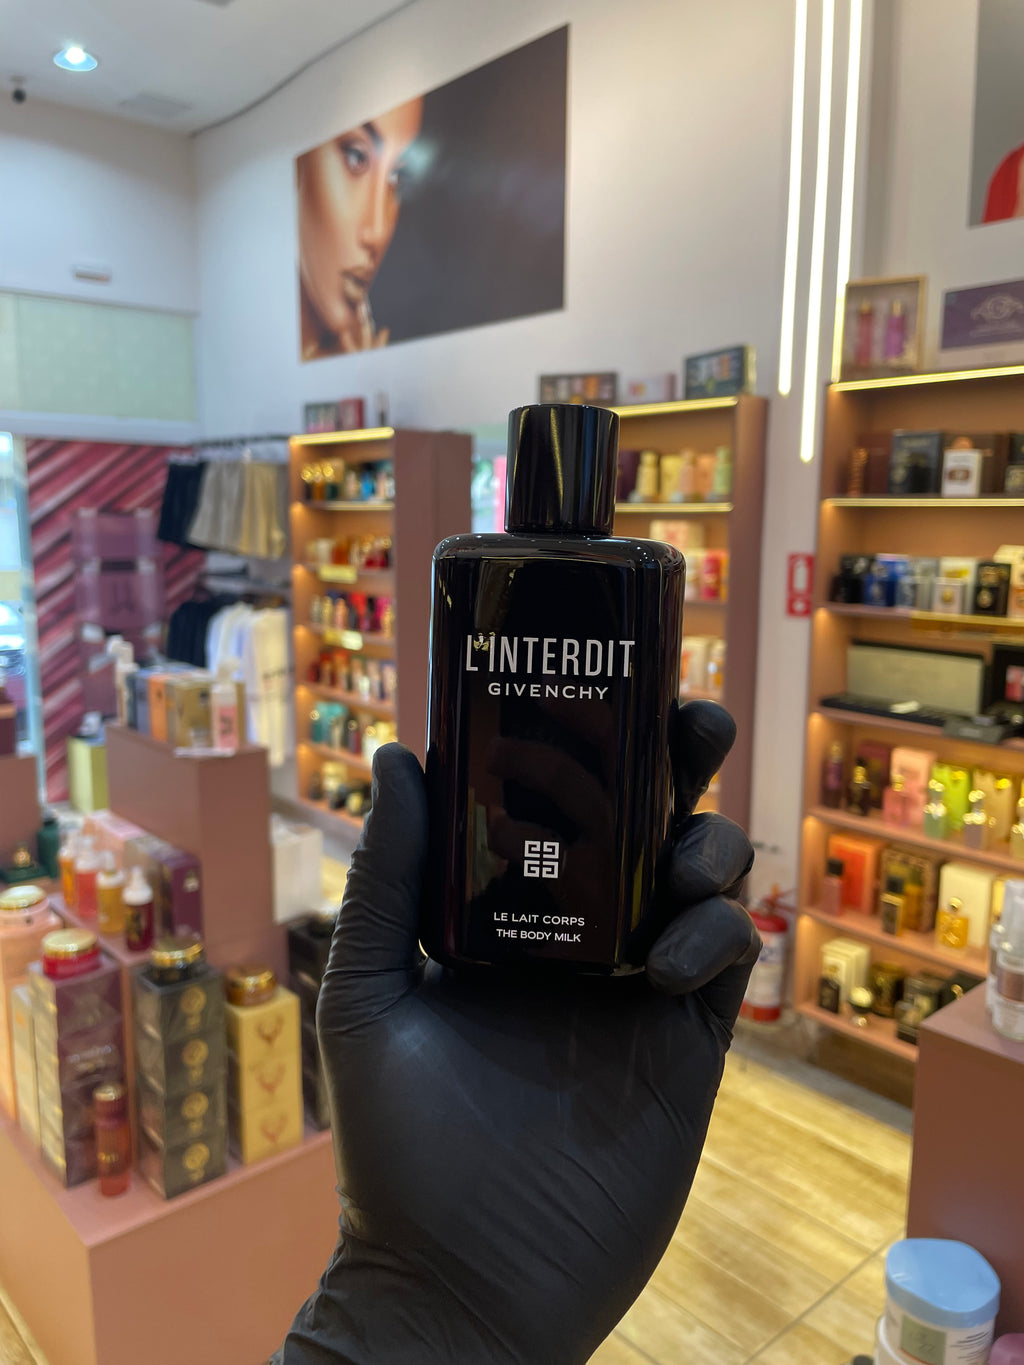 L'INTERDIT
GIVENCHY
LE LAIT CORPS
THE BODY MILK